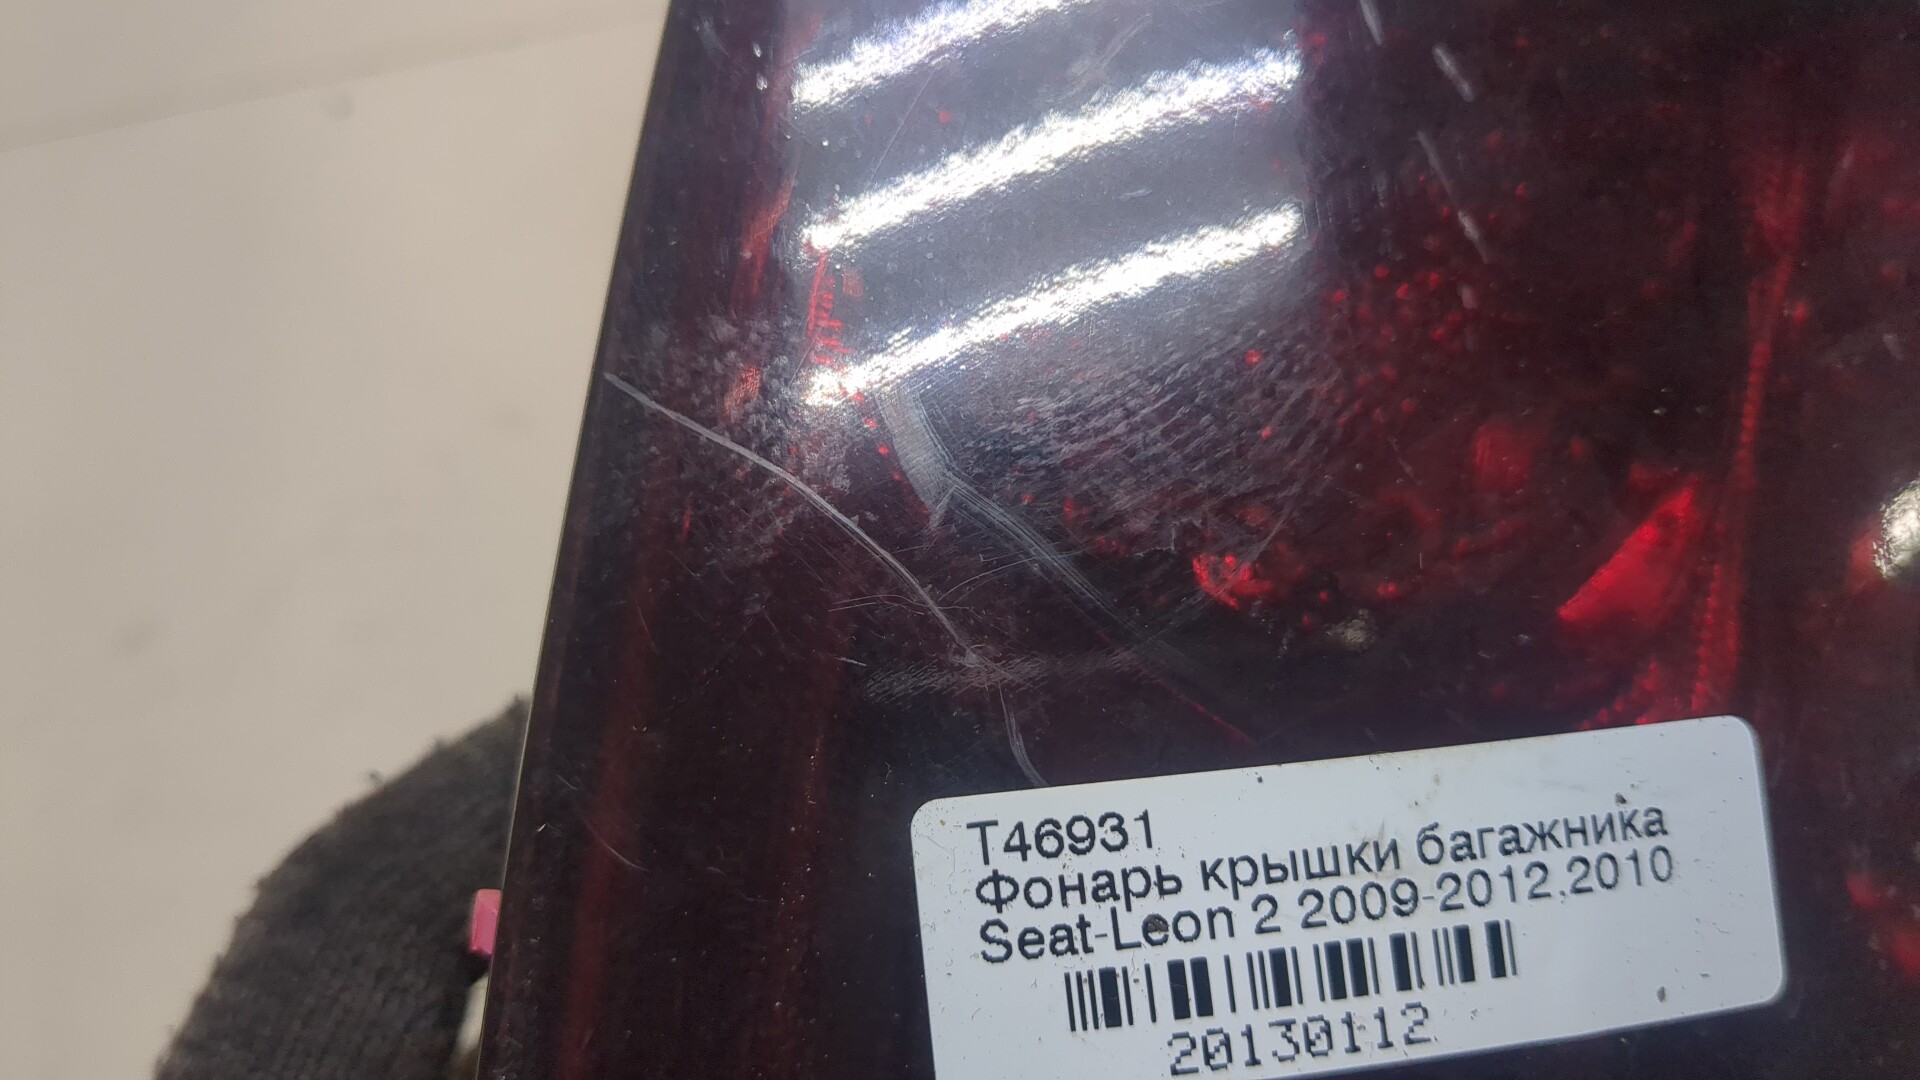 T46931
Фонарь крышки багажника
Seat-Leon 2 2009-2012,2010
20130112